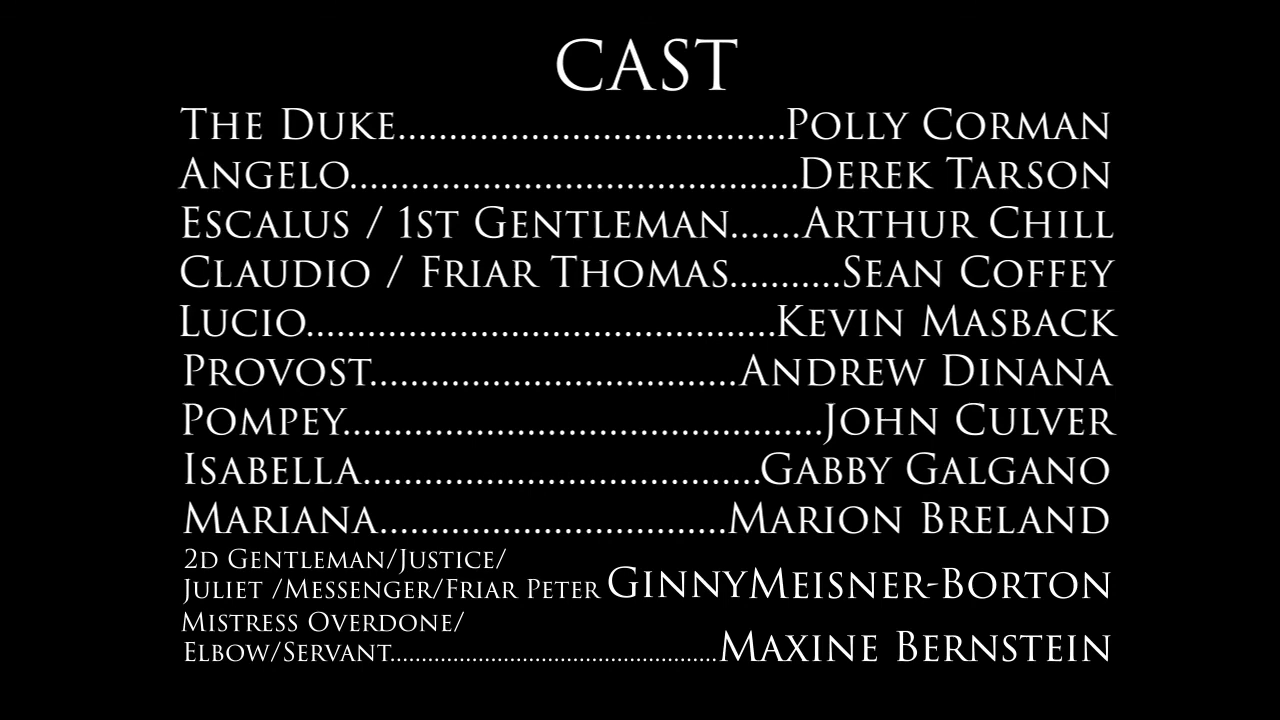 CAST
The Duke......................................Polly Corman
Angelo............................................Derek Tarson
Escalus / 1st Gentleman.......Arthur Chill
Claudio / Friar Thomas...........Sean Coffey
Lucio..............................................Kevin Masback
Provost....................................Andrew Dinana
Pompey...............................................John Culver
Isabella.......................................Gabby Galgano
Mariana..................................Marion Breland
2d Gentleman/Justice/
Juliet /Messenger/Friar Peter GinnyMeisner-Borton
Mistress Overdone/
Elbow/Servant....................................................Maxine Bernstein